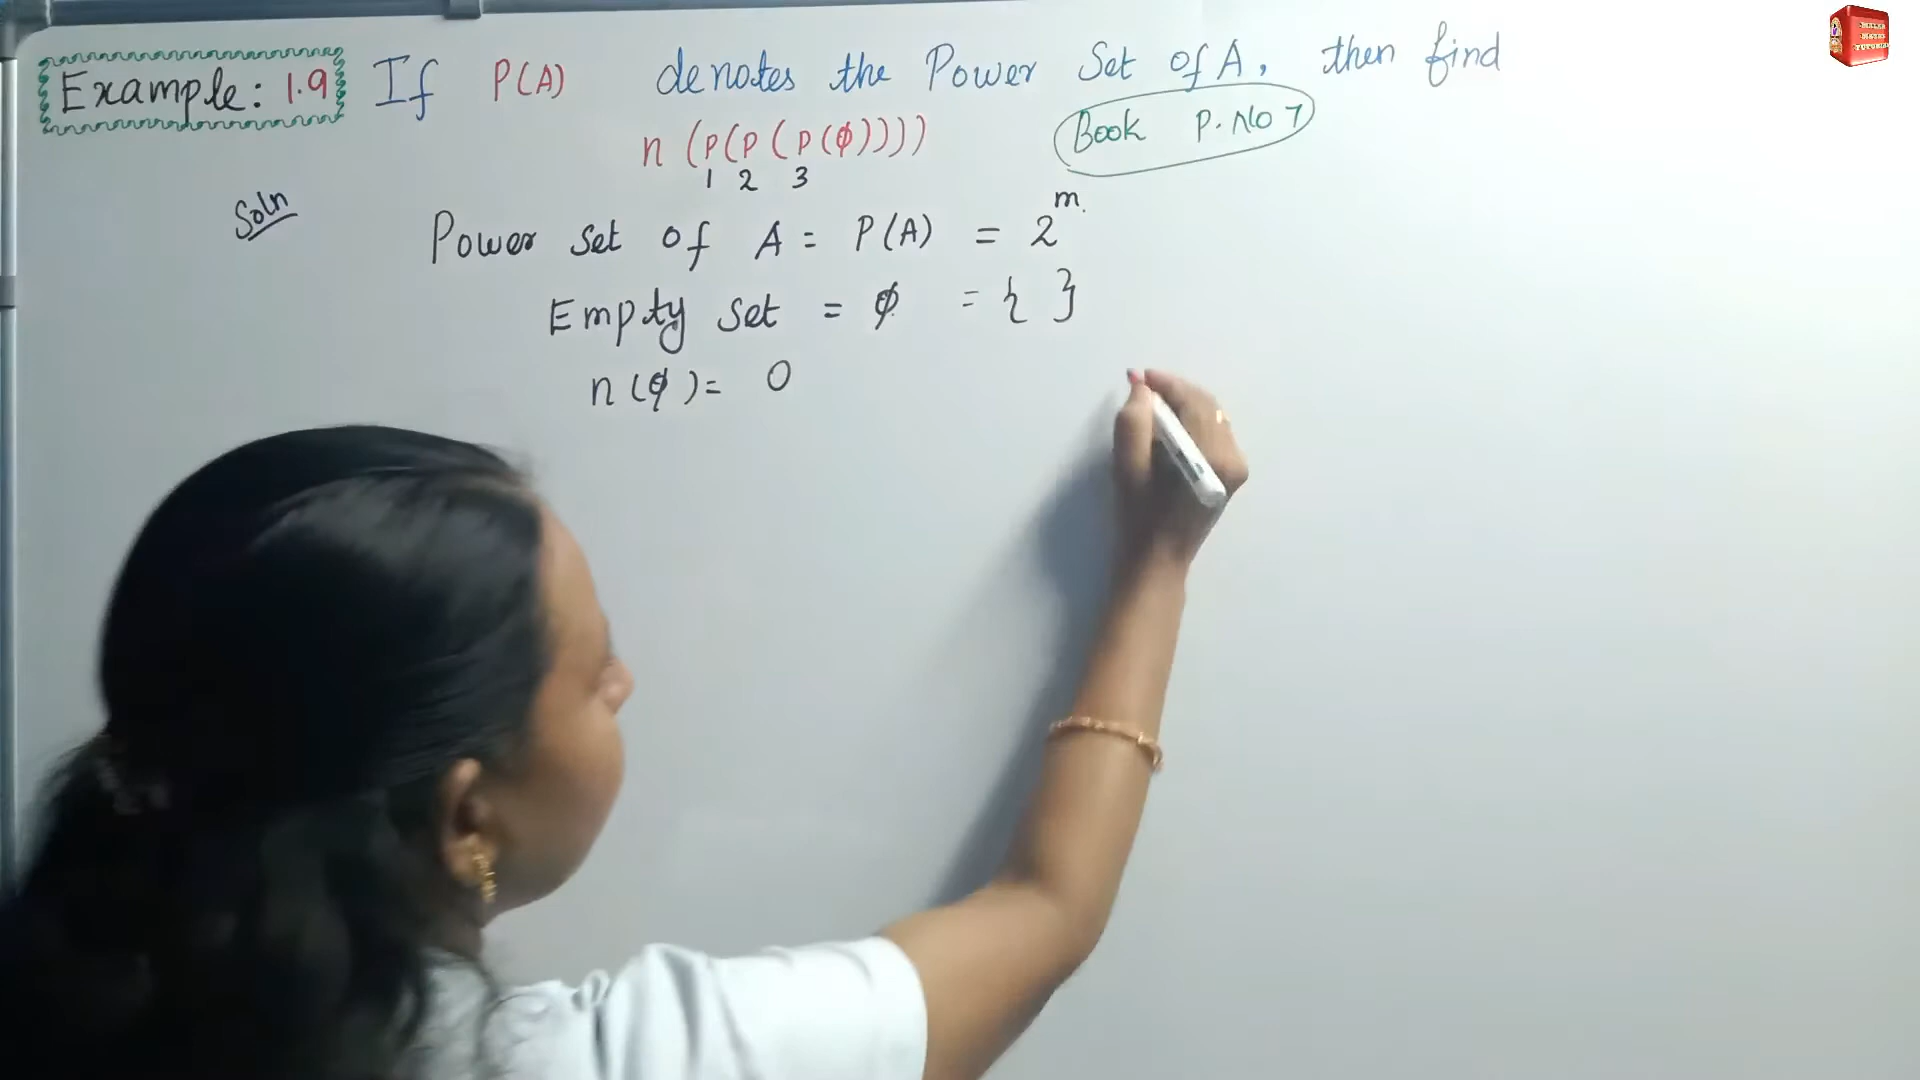 Example: 1.9 If P(A) denotes the Power Set of A, then find
n (P(P(P(φ))))
Book P.No 7
1 2 3
Soln
Power set of A = P(A) = 2^m.
Empty set = φ = { }
n(φ) = 0